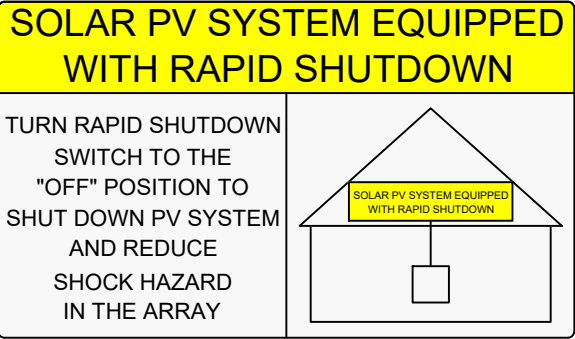 SOLAR PV SYSTEM EQUIPPED
WITH RAPID SHUTDOWN
TURN RAPID SHUTDOWN
SWITCH TO THE
"OFF" POSITION TO
SHUT DOWN PV SYSTEM
AND REDUCE
SHOCK HAZARD
IN THE ARRAY
SOLAR PV SYSTEM EQUIPPED
WITH RAPID SHUTDOWN